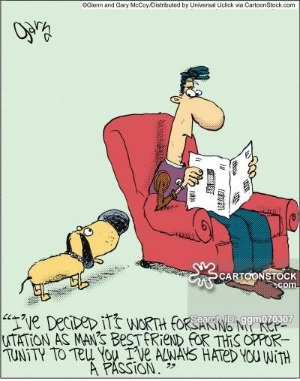 ©Glenn and Gary McCoy/Distributed by Universal Uclick via CartoonStock.com
CARTOONSTOCK
.com
Search ID: ggm070307
"I'VE DECIDED IT'S WORTH FORSAKING MY REP-
UTATION AS MAN'S BEST FRIEND FOR THIS OPPOR-
TUNITY TO TELL YOU I'VE ALWAYS HATED YOU WITH
A PASSION."